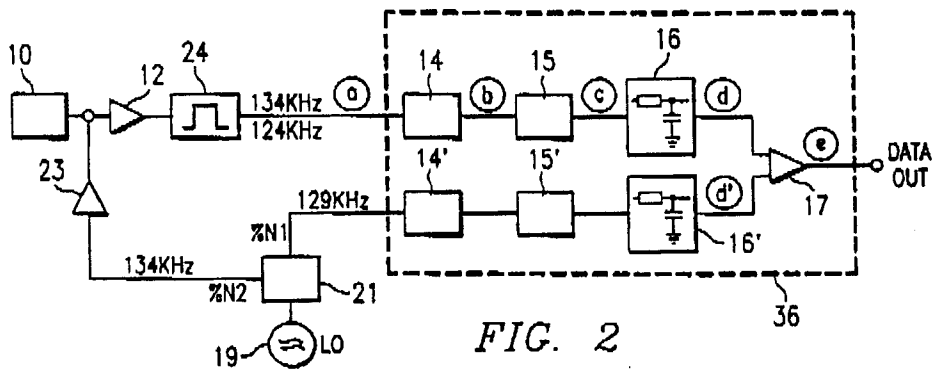 10
12
24
134KHz
124KHz
a
14
b
15
c
16
d
e
DATA
OUT
17
23
14'
15'
d'
16'
129KHz
%N1
134KHz
%N2
21
19
LO
36
FIG. 2